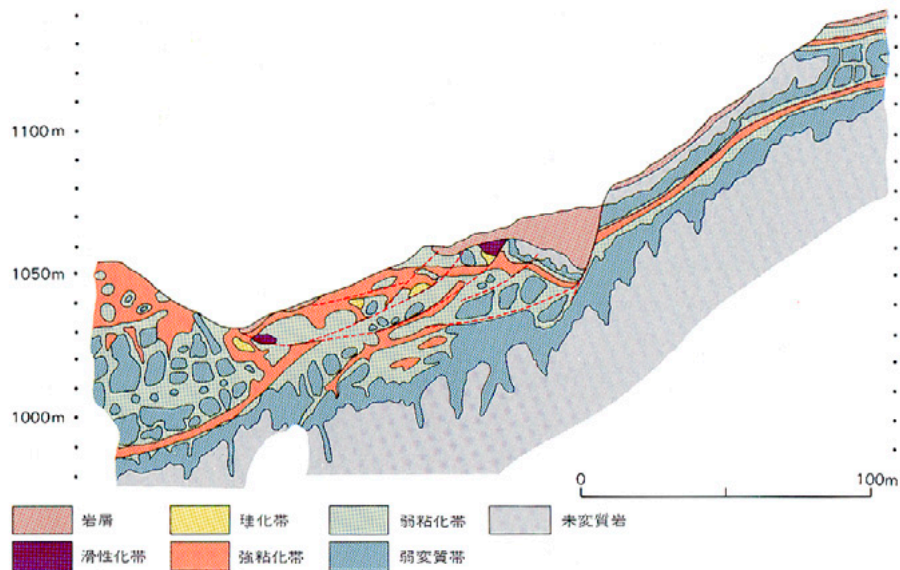 1100m
1050m
1000m
0 100m
岩屑 珪化帯 弱粘化帯 未変質岩
滑性化帯 強粘化帯 弱変質帯